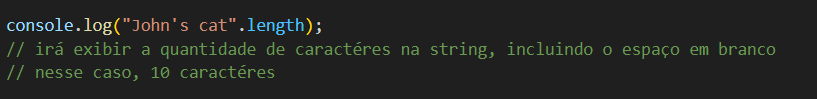 console.log("John's cat".length);
// irá exibir a quantidade de caractéres na string, incluindo o espaço em branco
// nesse caso, 10 caractéres